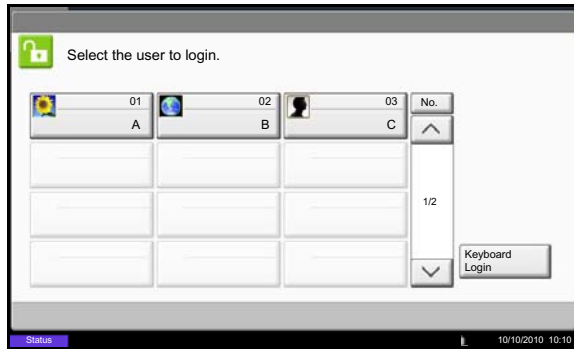 Select the user to login.
01 02 03 No.
A B C
1/2
Keyboard
Login
Status 10/10/2010 10:10